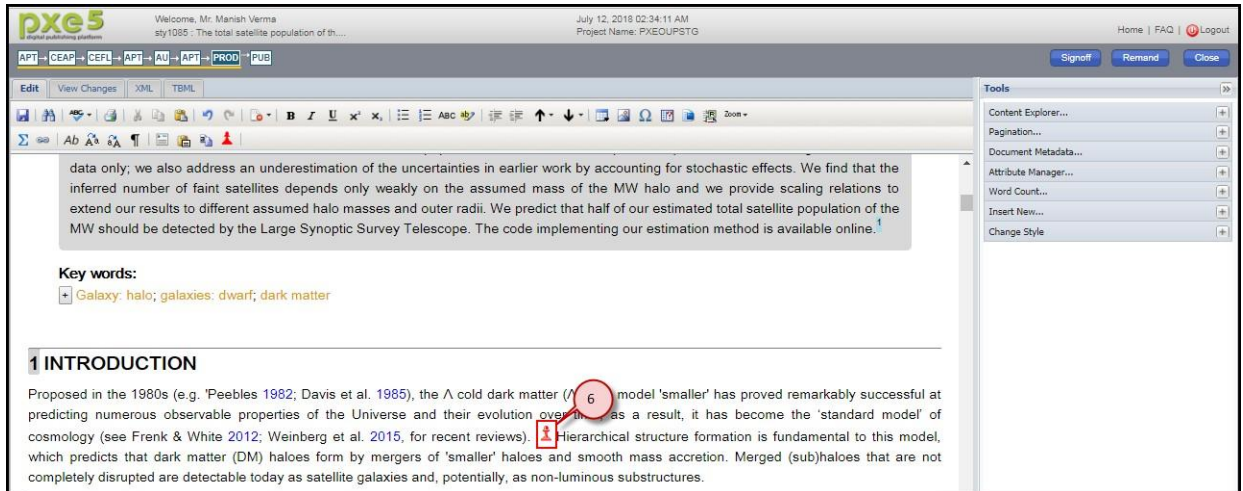 pxe5
digital publishing platform
Welcome, Mr. Manish Verma
sty1085 : The total satellite population of th....
July 12, 2018 02:34:11 AM
Project Name: PXEOUPSTG
Home | FAQ | Logout
APT CEAP CEFL APT AU APT PROD PUB
Signoff Remand Close
Edit View Changes XML TBML
Tools
B I U x² x, ABC Ω Zoom
Σ Ab ¶
Content Explorer...
Pagination...
Document Metadata...
Attribute Manager...
Word Count...
Insert New...
Change Style
data only; we also address an underestimation of the uncertainties in earlier work by accounting for stochastic effects. We find that the
inferred number of faint satellites depends only weakly on the assumed mass of the MW halo and we provide scaling relations to
extend our results to different assumed halo masses and outer radii. We predict that half of our estimated total satellite population of the
MW should be detected by the Large Synoptic Survey Telescope. The code implementing our estimation method is available online.1
Key words:
+ Galaxy: halo; galaxies: dwarf; dark matter
1 INTRODUCTION
Proposed in the 1980s (e.g. 'Peebles 1982; Davis et al. 1985), the Λ cold dark matter (Λ model 'smaller' has proved remarkably successful at
6
predicting numerous observable properties of the Universe and their evolution over as a result, it has become the 'standard model' of
cosmology (see Frenk & White 2012; Weinberg et al. 2015, for recent reviews). Hierarchical structure formation is fundamental to this model,
which predicts that dark matter (DM) haloes form by mergers of 'smaller' haloes and smooth mass accretion. Merged (sub)haloes that are not
completely disrupted are detectable today as satellite galaxies and, potentially, as non-luminous substructures.